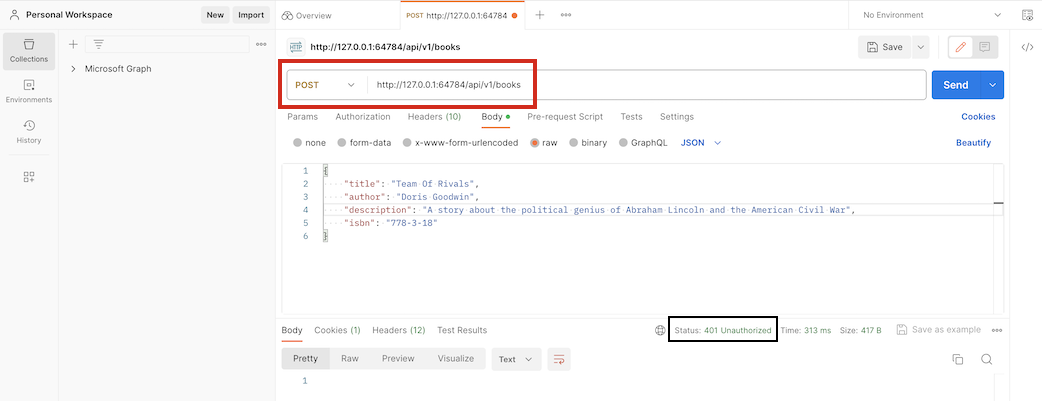 Personal Workspace New Import Overview POST http://127.0.0.1:64784 No Environment
HTTP http://127.0.0.1:64784/api/v1/books Save
Collections
Microsoft Graph
POST http://127.0.0.1:64784/api/v1/books Send
Environments
Params Authorization Headers (10) Body Pre-request Script Tests Settings Cookies
History
none form-data x-www-form-urlencoded raw binary GraphQL JSON Beautify
1 {
2 "title": "Team Of Rivals",
3 "author": "Doris Goodwin",
4 "description": "A story about the political genius of Abraham Lincoln and the American Civil War",
5 "isbn": "778-3-18"
6 }
Body Cookies (1) Headers (12) Test Results Status: 401 Unauthorized Time: 313 ms Size: 417 B Save as example
Pretty Raw Preview Visualize Text
1